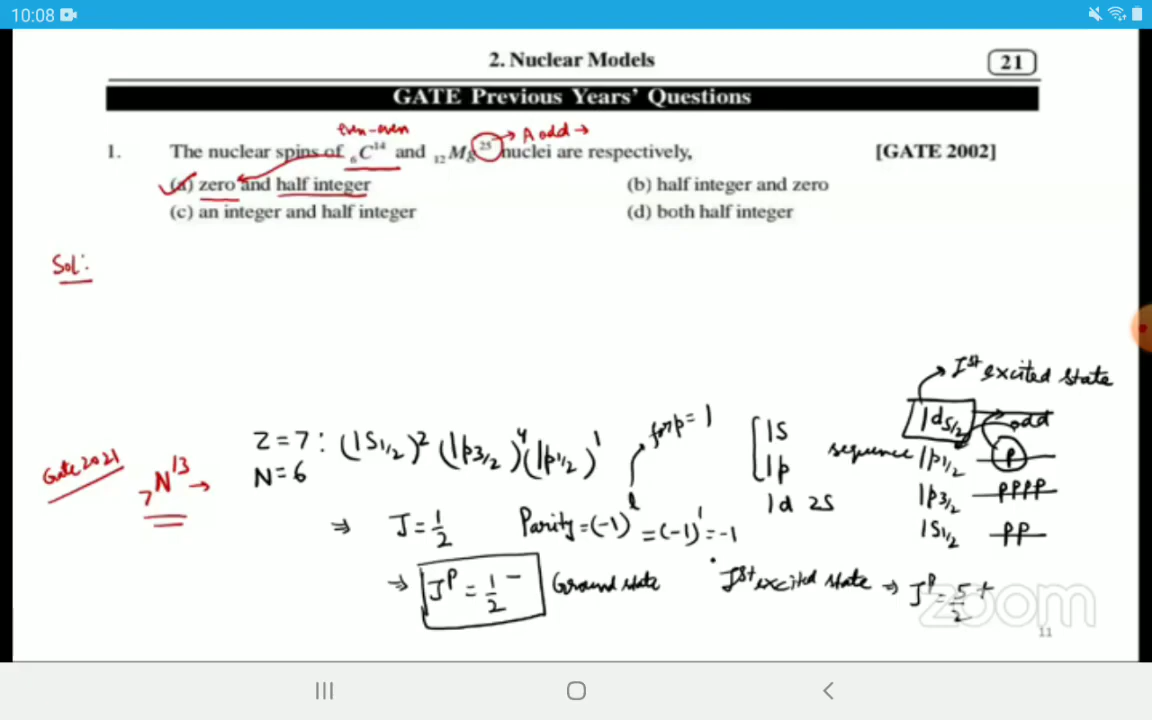 10:08
2. Nuclear Models
21
GATE Previous Years' Questions
even-even
A odd →
1. The nuclear spins of ₆C¹⁴ and ₁₂Mg²⁵ nuclei are respectively, [GATE 2002]
(a) zero and half integer (b) half integer and zero
(c) an integer and half integer (d) both half integer
Sol:
Ist excited state
for p = 1
Z = 7 : (1S₁/₂)² (1p₃/₂)⁴ (1p₁/₂)¹
N = 6
Gate 2021
₇N¹³ →
1S
1p
1d 2S
sequence
1d₅/₂ odd
1p₁/₂ p
1p₃/₂ pppp
1S₁/₂ pp
⇒ J = 1/2 Parity = (-1)ˡ = (-1)¹ = -1
⇒ Jᴾ = 1/2⁻ Ground state
Ist excited state ⇒ Jᴾ = 5/2⁺
zoom
11